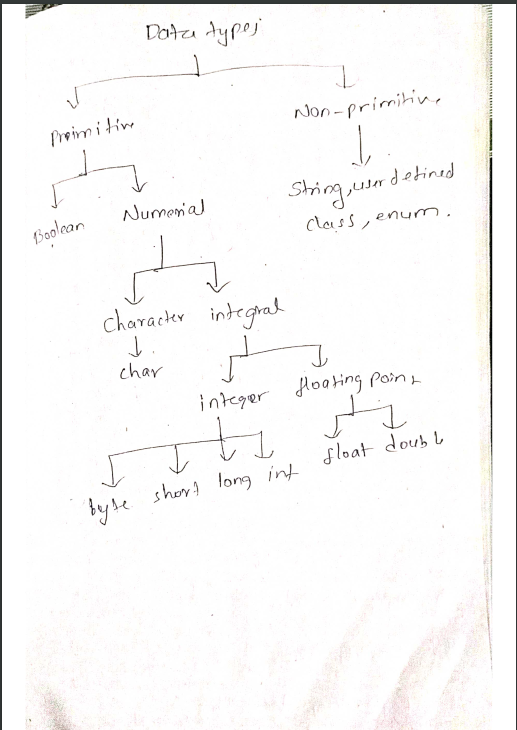 Data types
Primitive
Non-primitive
Boolean
Numerial
String, user defined
class, enum.
Character
integral
char
integer
floating point
float
double
byte
short
long
int